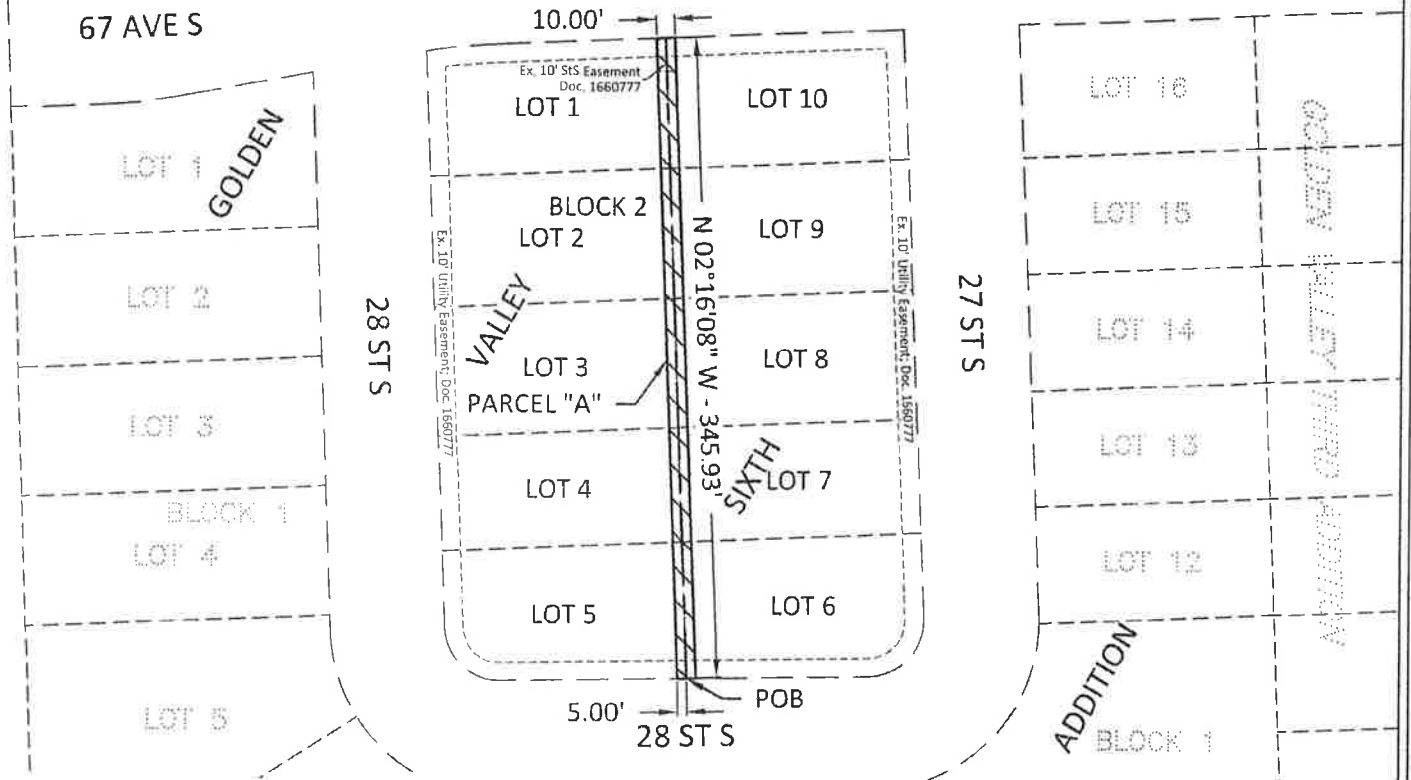 67 AVE S
10.00'
Ex. 10' StS Easement
Doc. 1660777
LOT 1
LOT 10
LOT 16
LOT 1
GOLDEN
BLOCK 2
LOT 2
LOT 9
LOT 15
LOT 2
VALLEY
28 ST S
Ex. 10' Utility Easement; Doc. 1660777
N 02°16'08" W - 345.93'
Ex. 10' Utility Easement; Doc. 1660777
27 ST S
LOT 14
LOT 3
LOT 8
PARCEL "A"
LOT 3
LOT 13
SIXTH
LOT 4
LOT 7
BLOCK 1
LOT 4
LOT 12
LOT 5
LOT 6
ADDITION
LOT 5
5.00'
POB
28 ST S
BLOCK 1
GOLDEN THIRD